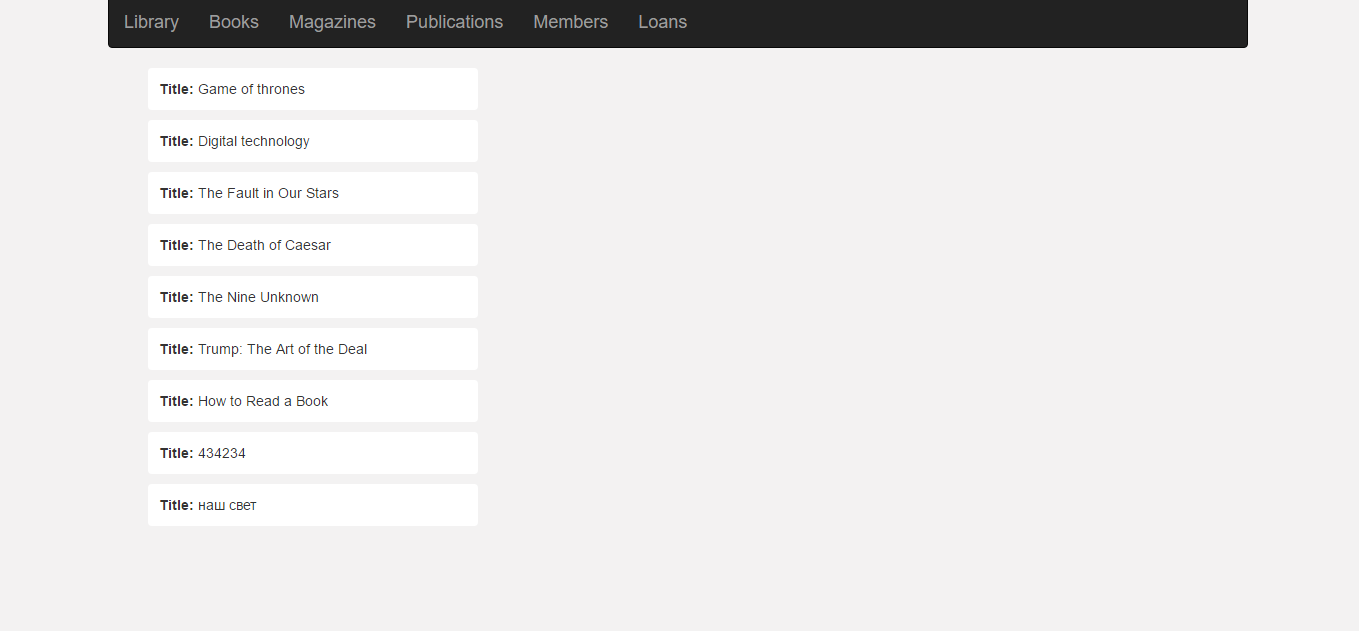 Library Books Magazines Publications Members Loans
Title: Game of thrones
Title: Digital technology
Title: The Fault in Our Stars
Title: The Death of Caesar
Title: The Nine Unknown
Title: Trump: The Art of the Deal
Title: How to Read a Book
Title: 434234
Title: наш свет